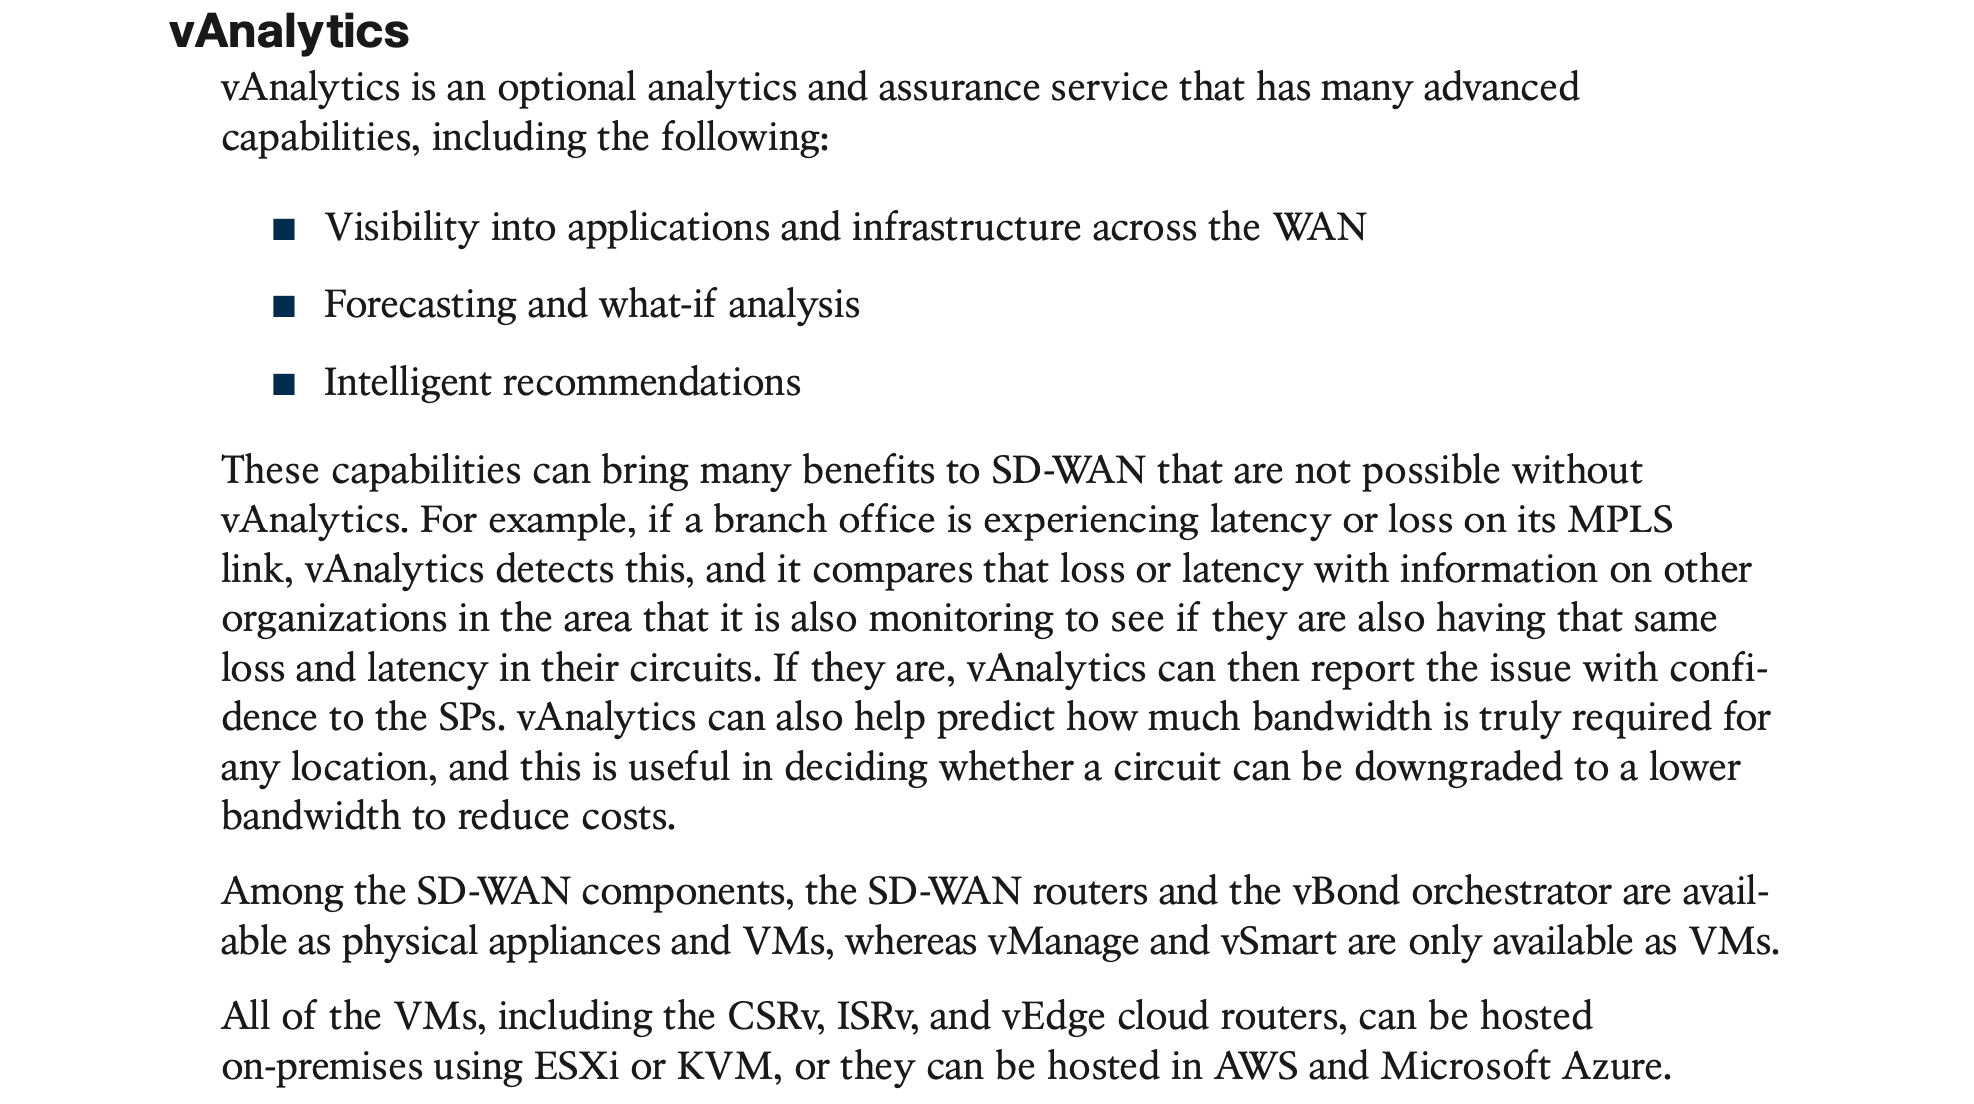 vAnalytics
vAnalytics is an optional analytics and assurance service that has many advanced
capabilities, including the following:
■ Visibility into applications and infrastructure across the WAN
■ Forecasting and what-if analysis
■ Intelligent recommendations
These capabilities can bring many benefits to SD-WAN that are not possible without
vAnalytics. For example, if a branch office is experiencing latency or loss on its MPLS
link, vAnalytics detects this, and it compares that loss or latency with information on other
organizations in the area that it is also monitoring to see if they are also having that same
loss and latency in their circuits. If they are, vAnalytics can then report the issue with confi-
dence to the SPs. vAnalytics can also help predict how much bandwidth is truly required for
any location, and this is useful in deciding whether a circuit can be downgraded to a lower
bandwidth to reduce costs.
Among the SD-WAN components, the SD-WAN routers and the vBond orchestrator are avail-
able as physical appliances and VMs, whereas vManage and vSmart are only available as VMs.
All of the VMs, including the CSRv, ISRv, and vEdge cloud routers, can be hosted
on-premises using ESXi or KVM, or they can be hosted in AWS and Microsoft Azure.